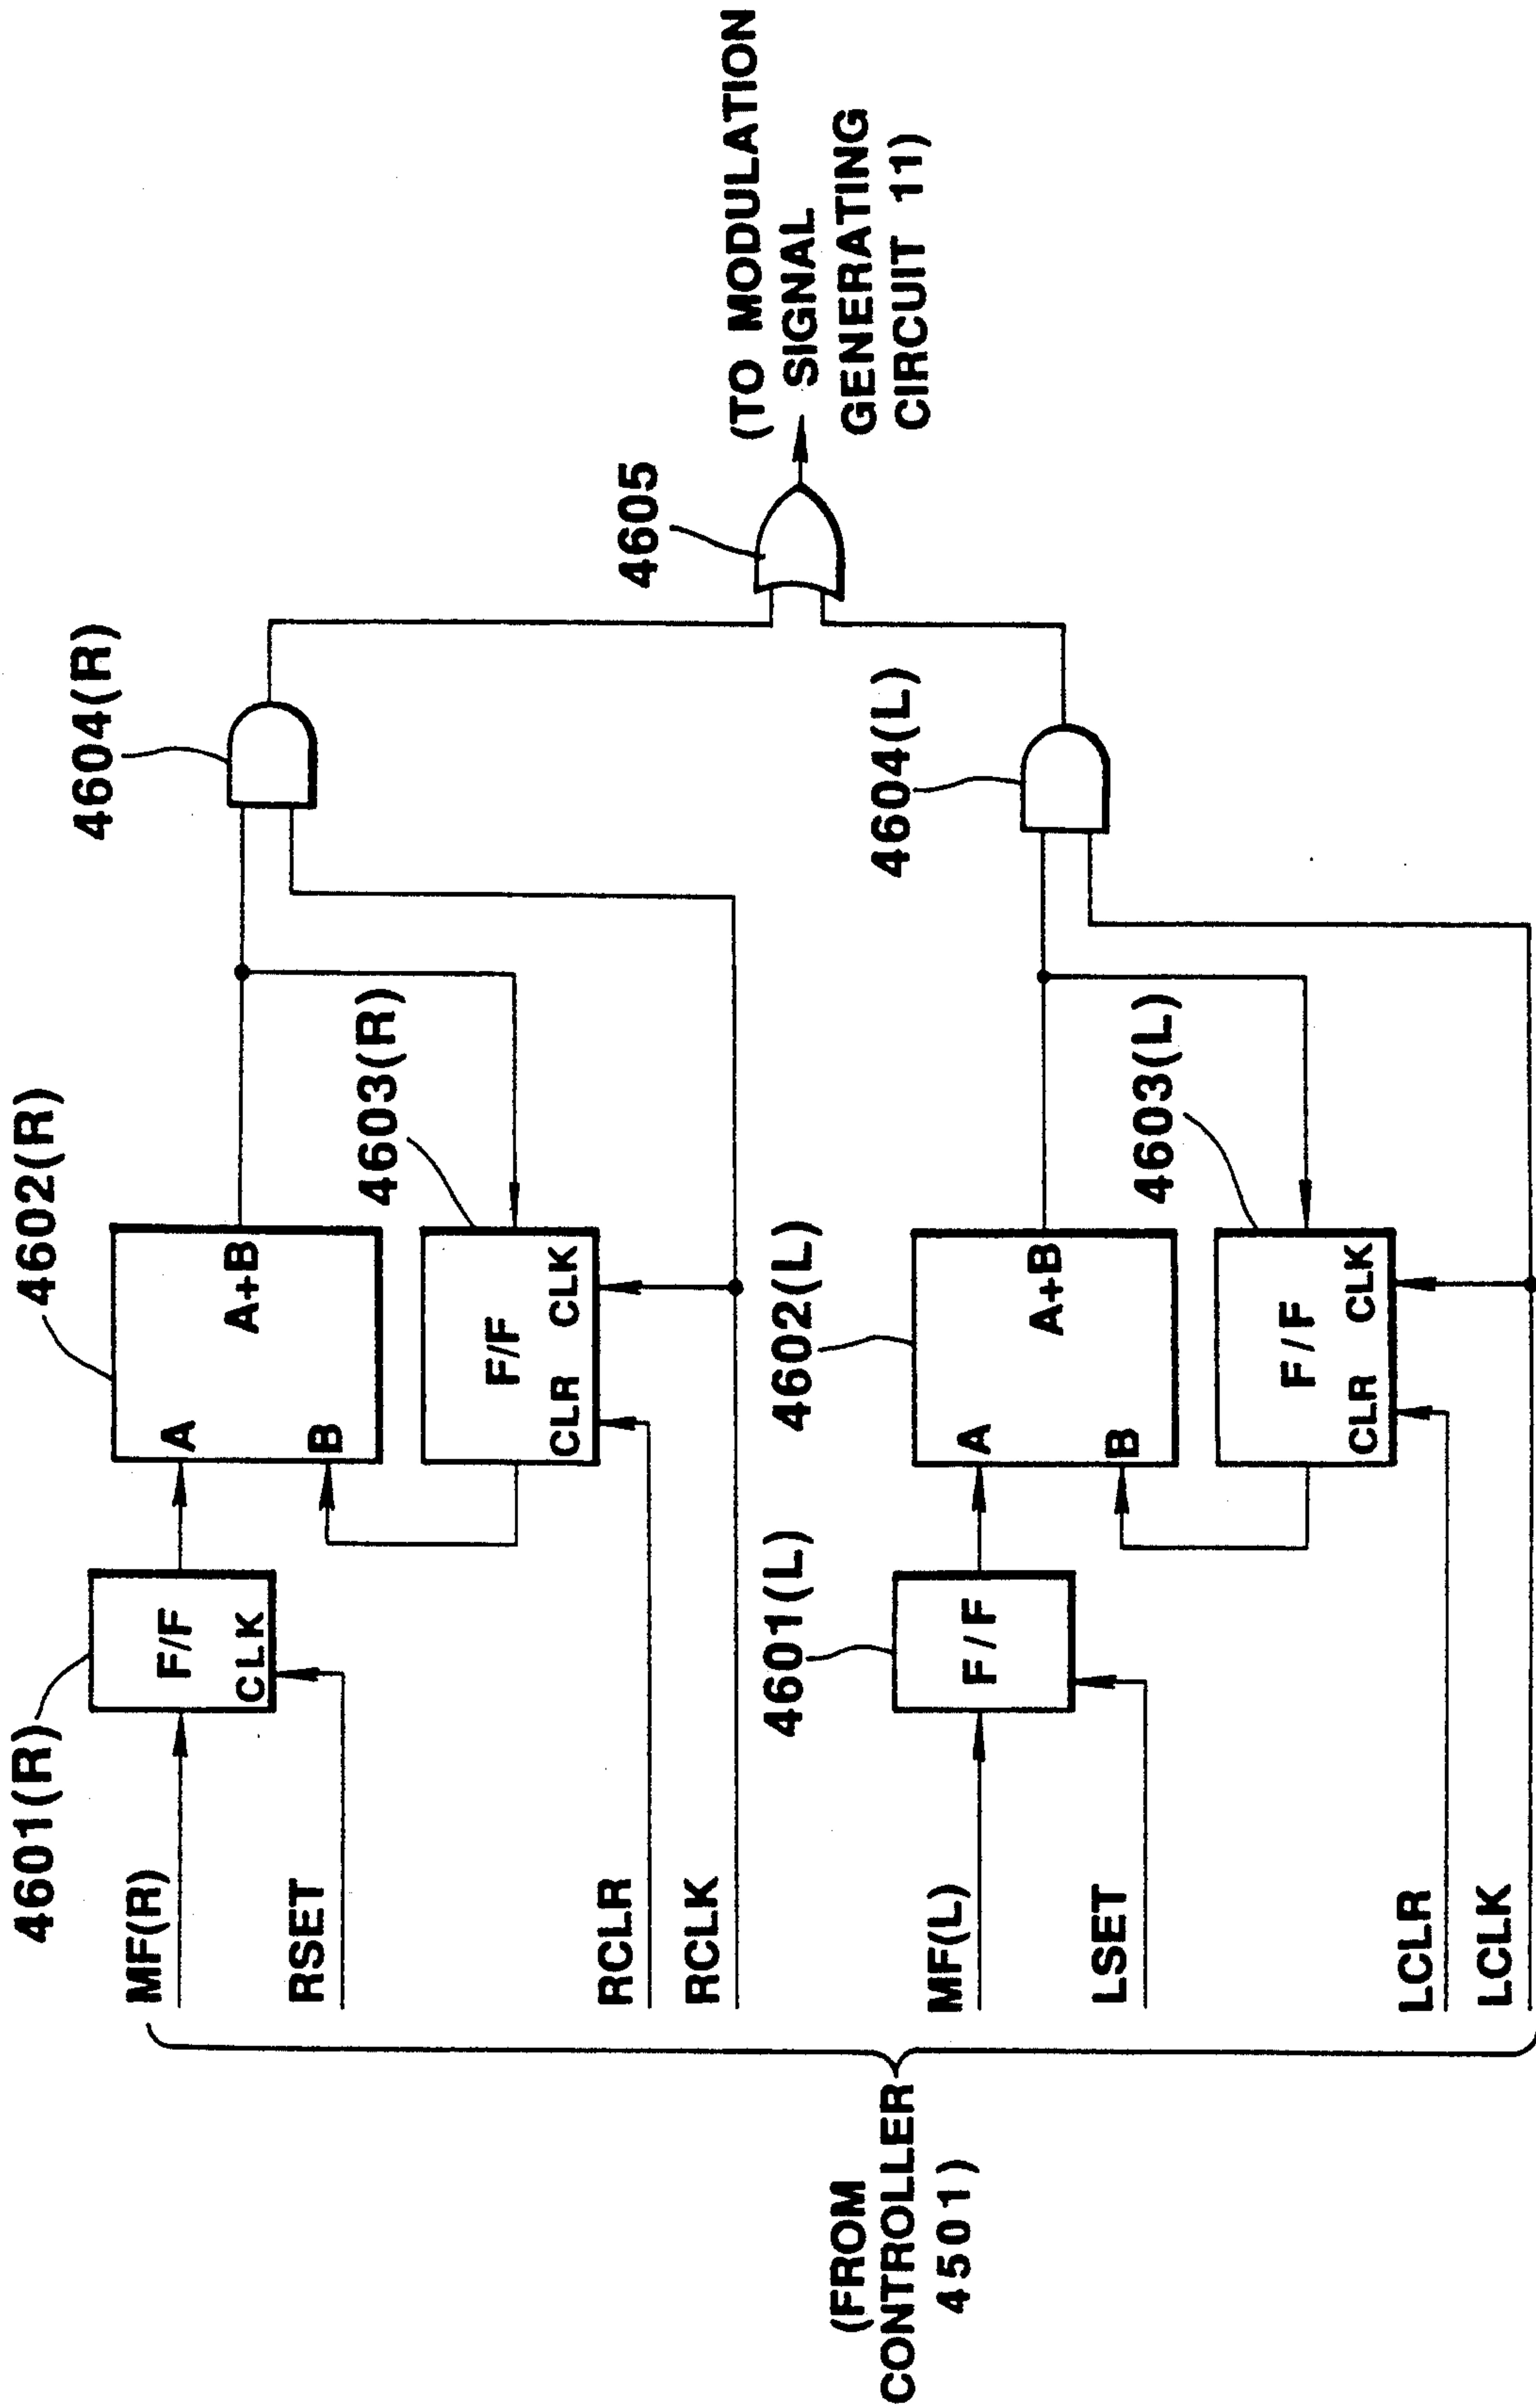 4601(R)
4602(R)
4604(R)
MF(R)
F/F
CLK
A
B
A+B
RSET
4603(R)
F/F
CLR
CLK
RCLR
RCLK
4605
(TO MODULATION
SIGNAL
GENERATING
CIRCUIT 11)
(FROM
CONTROLLER
4501)
4601(L)
4602(L)
4604(L)
MF(L)
F/F
A
B
A+B
LSET
4603(L)
F/F
CLR
CLK
LCLR
LCLK